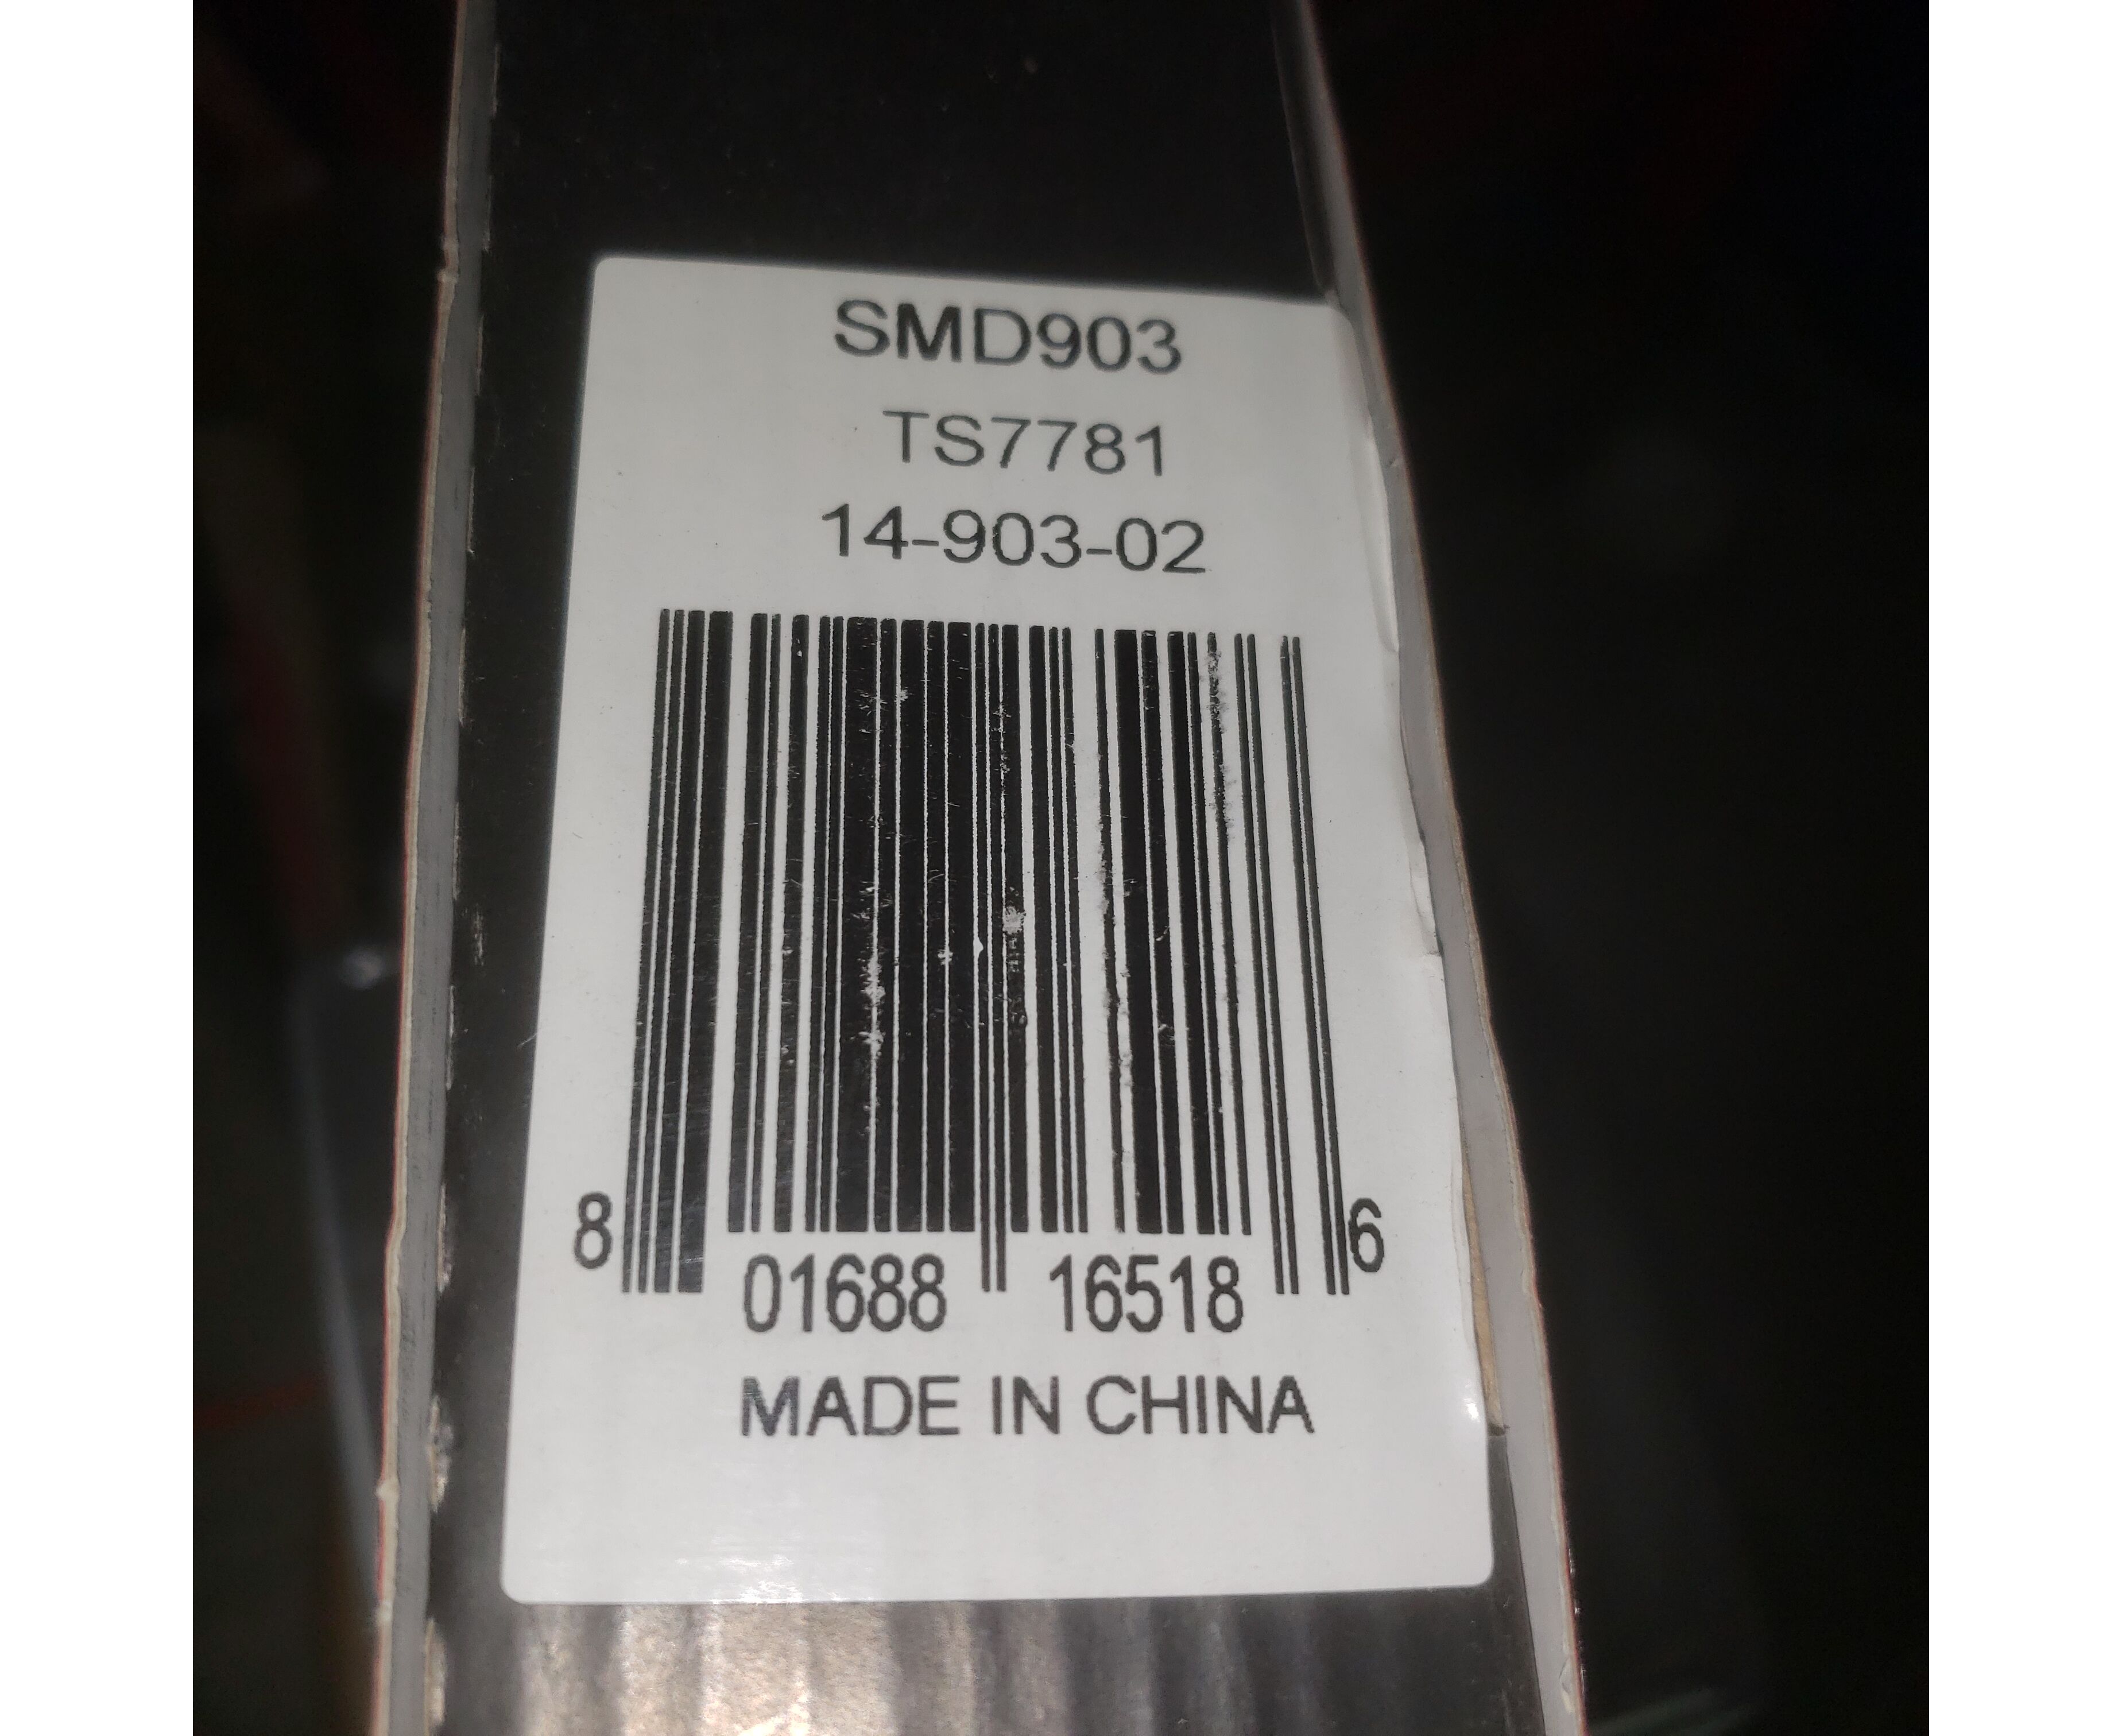 SMD903
TS7781
14-903-02
8 01688 16518 6
MADE IN CHINA